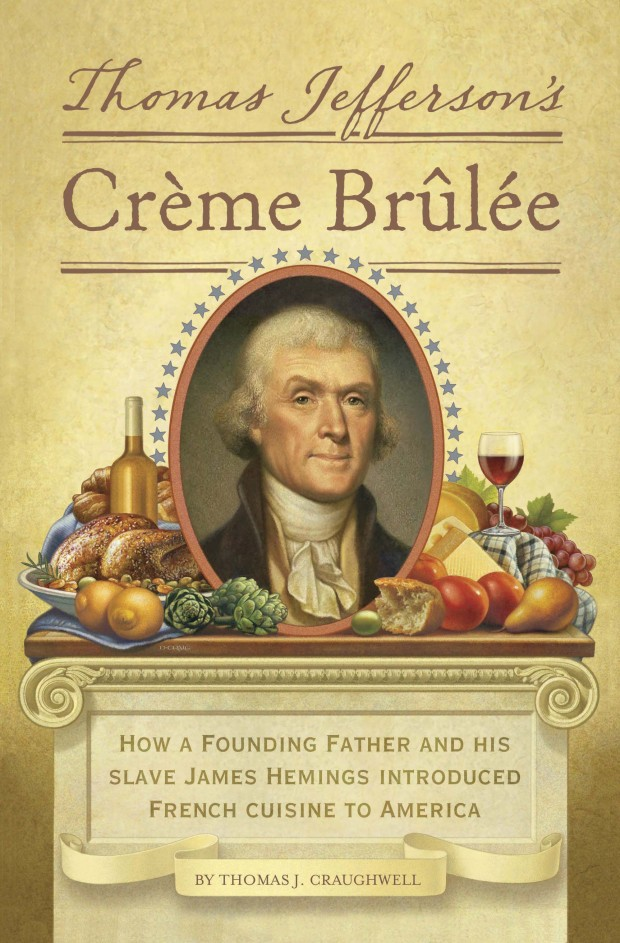 Thomas Jefferson's
Crème Brûlée
How a Founding Father and his
slave James Hemings introduced
French cuisine to America
by Thomas J. Craughwell